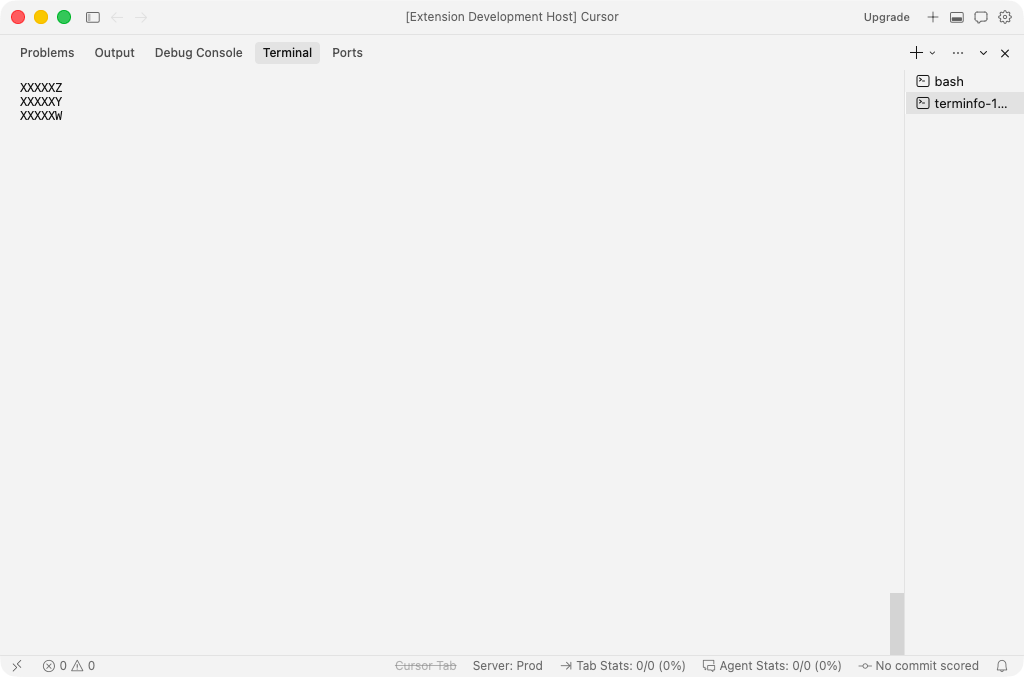 [Extension Development Host] Cursor
Upgrade
Problems Output Debug Console Terminal Ports
XXXXXZ
XXXXXY
XXXXXW
bash
terminfo-1...
0 0 Cursor Tab Server: Prod Tab Stats: 0/0 (0%) Agent Stats: 0/0 (0%) No commit scored